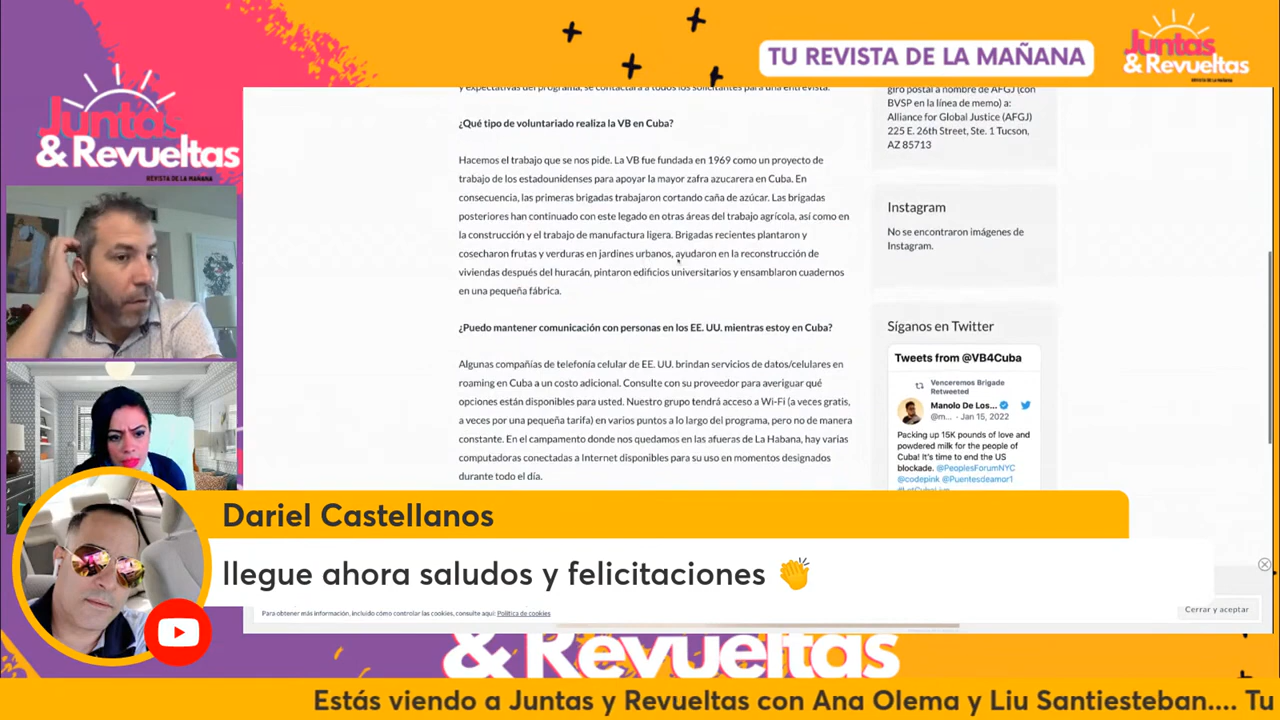 TU REVISTA DE LA MAÑANA
Juntas
& Revueltas
Juntas
& Revueltas
REVISTA DE LA MAÑANA
y expectativas del programa, se contactará a todos los solicitantes para una entrevista.
¿Qué tipo de voluntariado realiza la VB en Cuba?
Hacemos el trabajo que se nos pide. La VB fue fundada en 1969 como un proyecto de
trabajo de los estadounidenses para apoyar la mayor zafra azucarera en Cuba. En
consecuencia, las primeras brigadas trabajaron cortando caña de azúcar. Las brigadas
posteriores han continuado con este legado en otras áreas del trabajo agrícola, así como en
la construcción y el trabajo de manufactura ligera. Brigadas recientes plantaron y
cosecharon frutas y verduras en jardines urbanos, ayudaron en la reconstrucción de
viviendas después del huracán, pintaron edificios universitarios y ensamblaron cuadernos
en una pequeña fábrica.
¿Puedo mantener comunicación con personas en los EE. UU. mientras estoy en Cuba?
Algunas compañías de telefonía celular de EE. UU. brindan servicios de datos/celulares en
roaming en Cuba a un costo adicional. Consulte con su proveedor para averiguar qué
opciones están disponibles para usted. Nuestro grupo tendrá acceso a Wi-Fi (a veces gratis,
a veces por una pequeña tarifa) en varios puntos a lo largo del programa, pero no de manera
constante. En el campamento donde nos quedamos en las afueras de La Habana, hay varias
computadoras conectadas a Internet disponibles para su uso en momentos designados
durante todo el día.
giro postal a nombre de AFGJ (con
BVSP en la línea de memo) a:
Alliance for Global Justice (AFGJ)
225 E. 26th Street, Ste. 1 Tucson,
AZ 85713
Instagram
No se encontraron imágenes de
Instagram.
Síganos en Twitter
Tweets from @VB4Cuba
Venceremos Brigade
Retweeted
Manolo De Los...
@m... · Jan 15, 2022
Packing up 15K pounds of love and
powdered milk for the people of
Cuba! It's time to end the US
blockade. @PeoplesForumNYC
@codepink @Puentesdeamor1
Dariel Castellanos
llegue ahora saludos y felicitaciones 👏
Para obtener más información, incluido cómo controlar las cookies, consulte aquí: Política de cookies
Cerrar y aceptar
& Revueltas
Estás viendo a Juntas y Revueltas con Ana Olema y Liu Santiesteban.... Tu